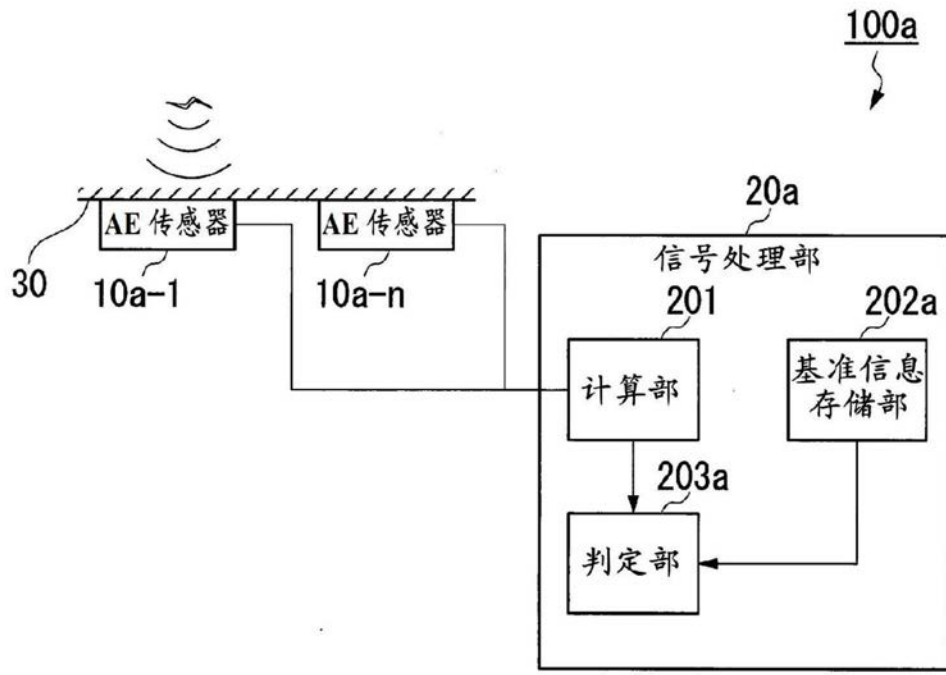 100a
20a
AE 传感器
AE 传感器
30
10a-1
10a-n
信号处理部
201
202a
计算部
基准信息
存储部
203a
判定部